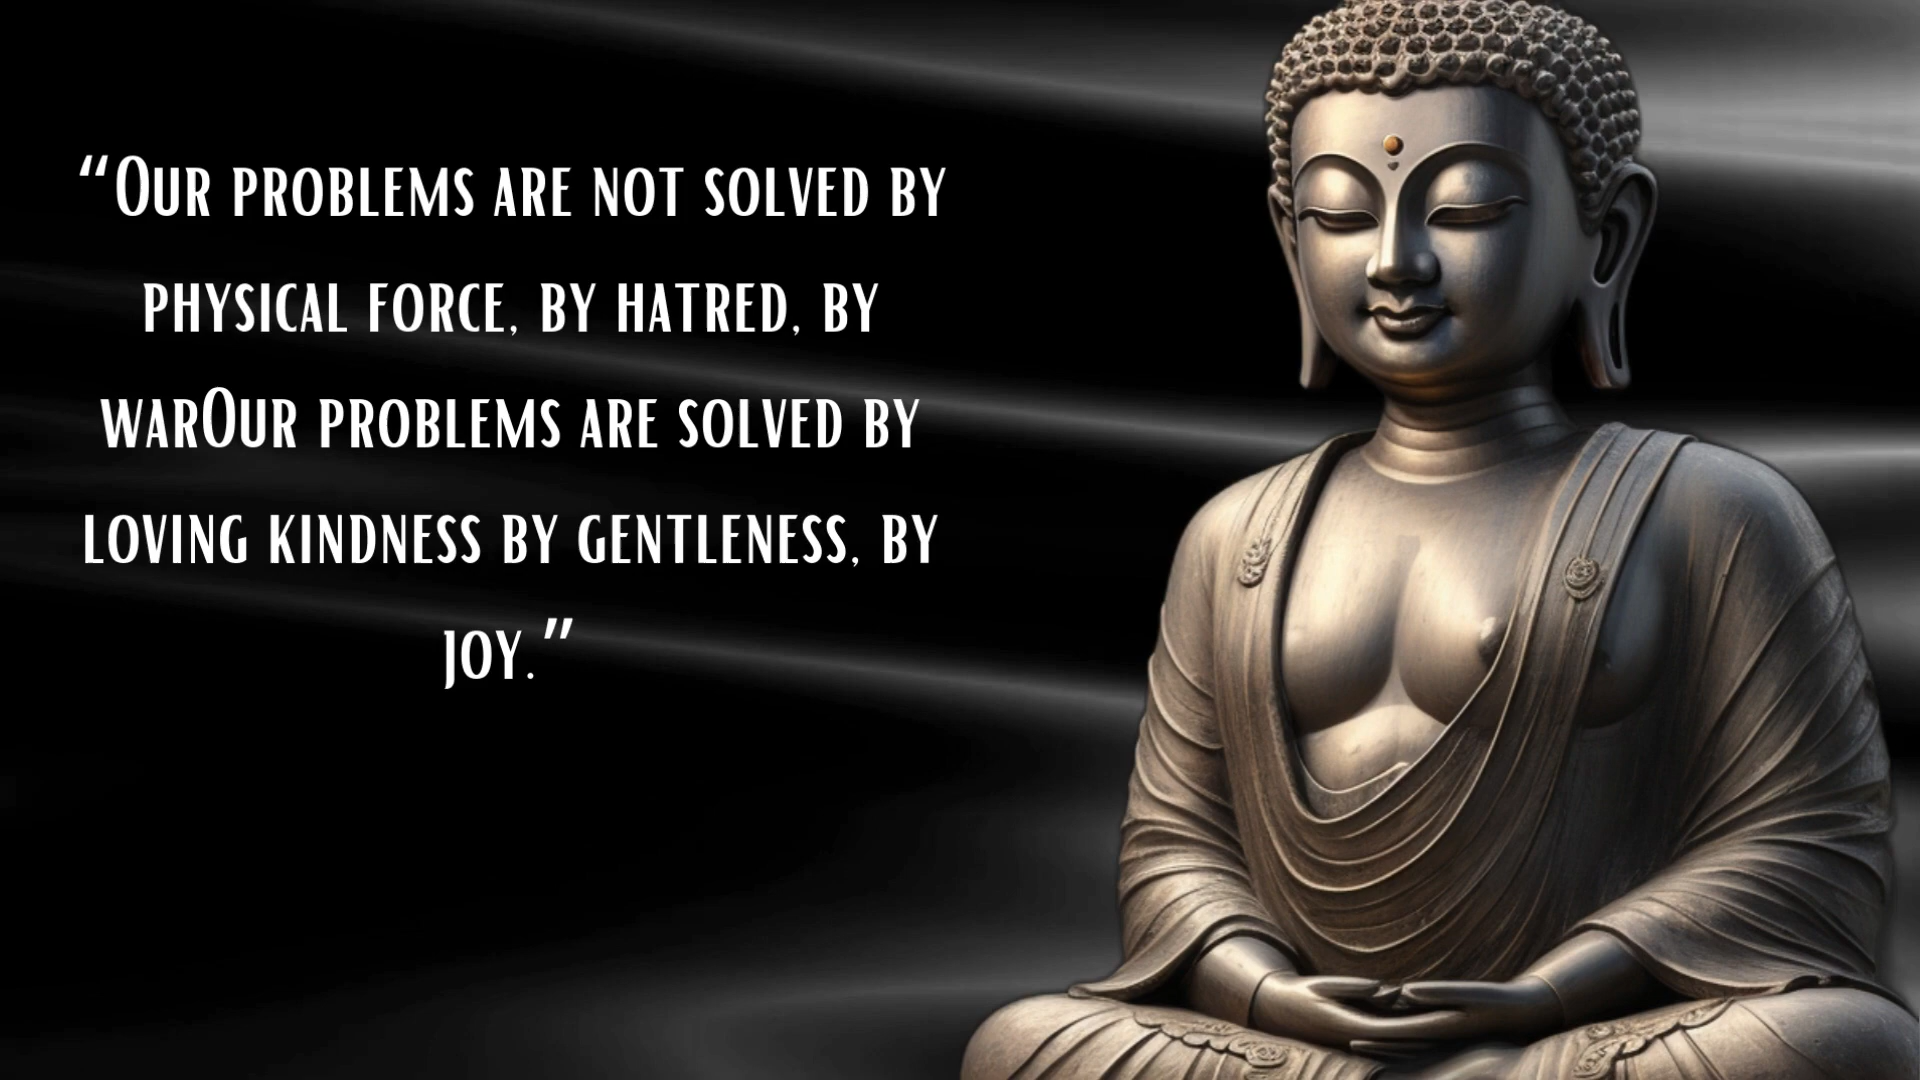 “Our problems are not solved by
physical force, by hatred, by
warOur problems are solved by
loving kindness by gentleness, by
joy.”